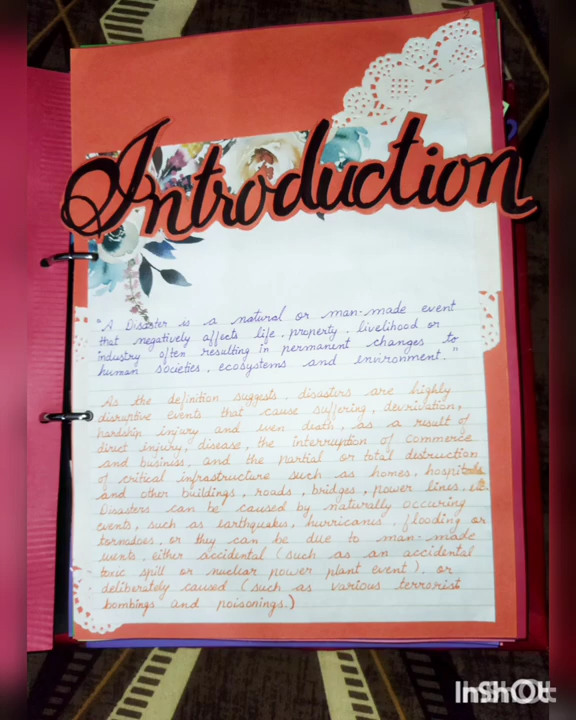 Introduction
"A Disaster is a natural or man-made event
that negatively affects life, property, livelihood or
industry often resulting in permanent changes to
human societies, ecosystems and environment."
As the definition suggests, disasters are highly
disruptive events that cause suffering, deprivation,
hardship injury and even death, as a result of
direct injury, disease, the interruption of commerce
and business, and the partial or total destruction
of critical infrastructure such as homes, hospitals
and other buildings, roads, bridges, power lines, etc.
Disasters can be caused by naturally occuring
events, such as earthquakes, hurricanes, flooding or
tornadoes, or they can be due to man-made
events, either accidental (such as an accidental
toxic spill or nuclear power plant event), or
deliberately caused (such as various terrorist
bombings and poisonings.)
InShOt